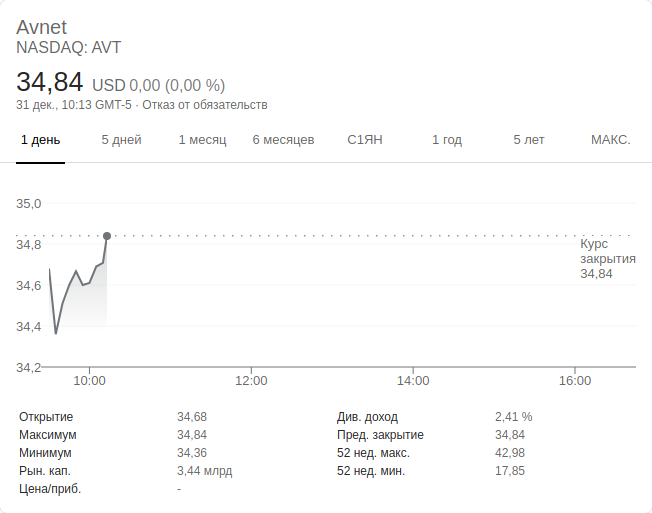 Avnet
NASDAQ: AVT
34,84 USD 0,00 (0,00 %)
31 дек., 10:13 GMT-5 · Отказ от обязательств
1 день 5 дней 1 месяц 6 месяцев С1ЯН 1 год 5 лет МАКС.
35,0
34,8
Курс
закрытия
34,84
34,6
34,4
34,2
10:00 12:00 14:00 16:00
Открытие 34,68 Див. доход 2,41 %
Максимум 34,84 Пред. закрытие 34,84
Минимум 34,36 52 нед. макс. 42,98
Рын. кап. 3,44 млрд 52 нед. мин. 17,85
Цена/приб. -